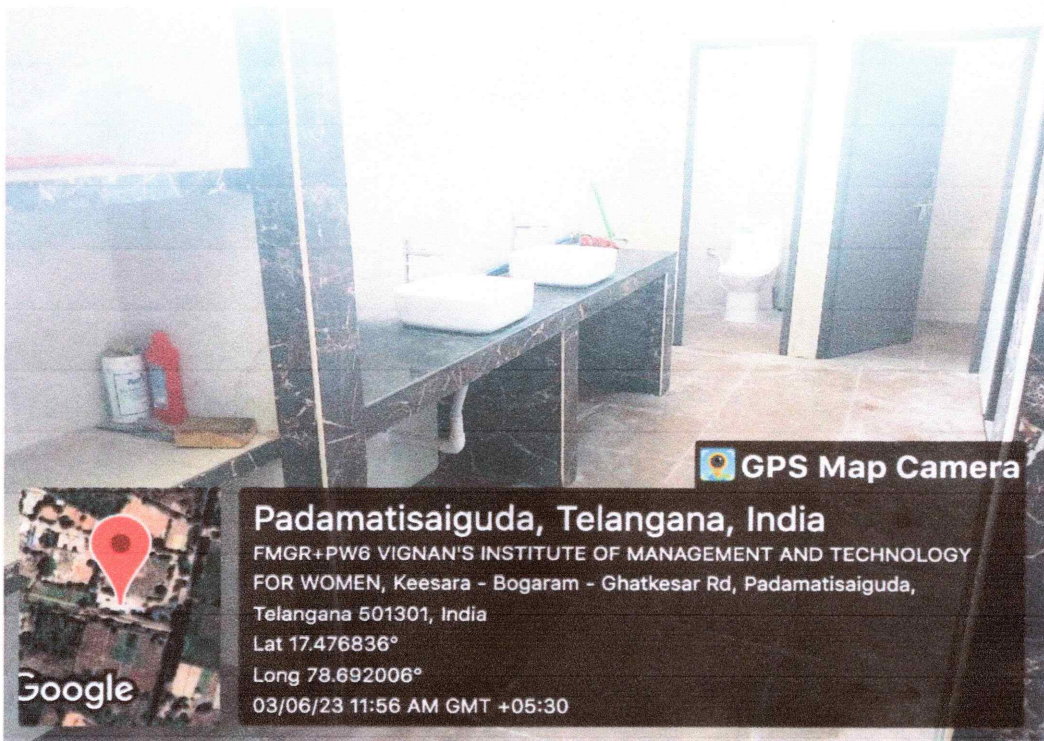 GPS Map Camera
Padamatisaiguda, Telangana, India
FMGR+PW6 VIGNAN'S INSTITUTE OF MANAGEMENT AND TECHNOLOGY
FOR WOMEN, Keesara - Bogaram - Ghatkesar Rd, Padamatisaiguda,
Telangana 501301, India
Lat 17.476836°
Long 78.692006°
03/06/23 11:56 AM GMT +05:30
Google